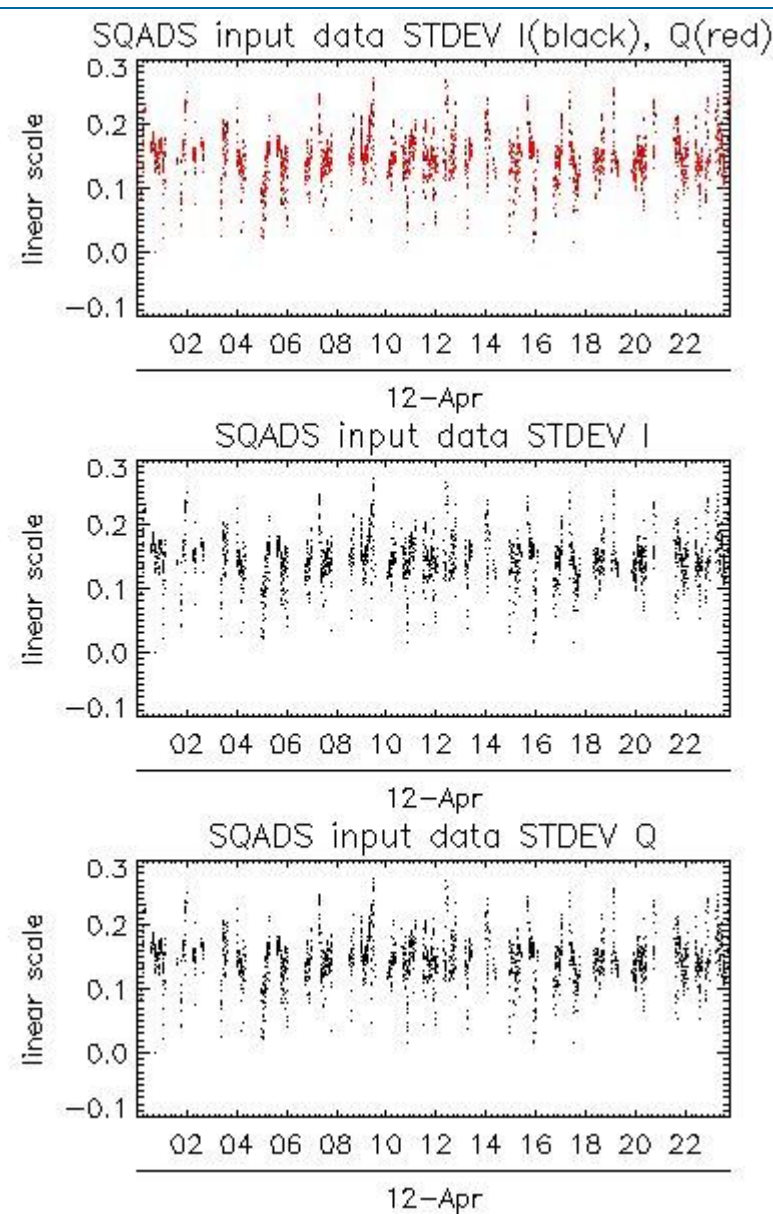 SQADS input data STDEV I(black), Q(red)
0.3
0.2
0.1
0.0
−0.1
linear scale
02 04 06 08 10 12 14 16 18 20 22
12−Apr
SQADS input data STDEV I
0.3
0.2
0.1
0.0
−0.1
linear scale
02 04 06 08 10 12 14 16 18 20 22
12−Apr
SQADS input data STDEV Q
0.3
0.2
0.1
0.0
−0.1
linear scale
02 04 06 08 10 12 14 16 18 20 22
12−Apr